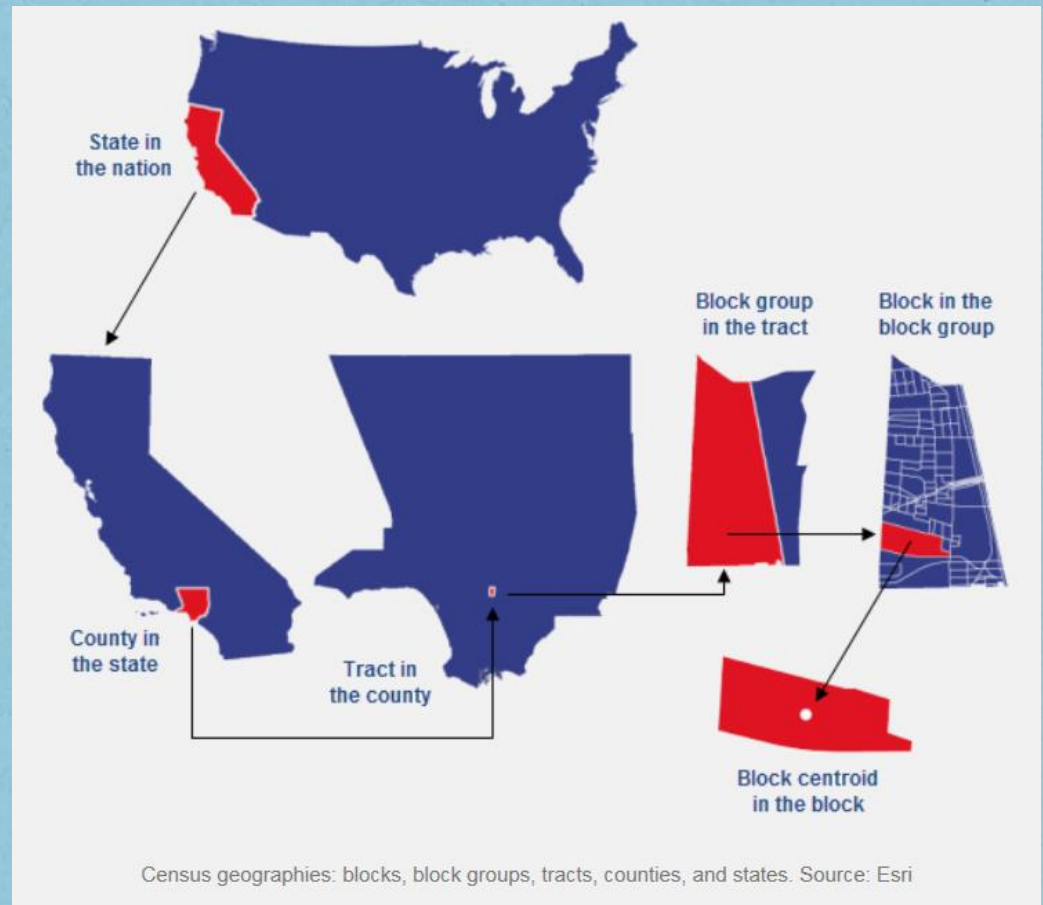 State in
the nation
Block group
in the tract
Block in the
block group
County in
the state
Tract in
the county
Block centroid
in the block
Census geographies: blocks, block groups, tracts, counties, and states. Source: Esri